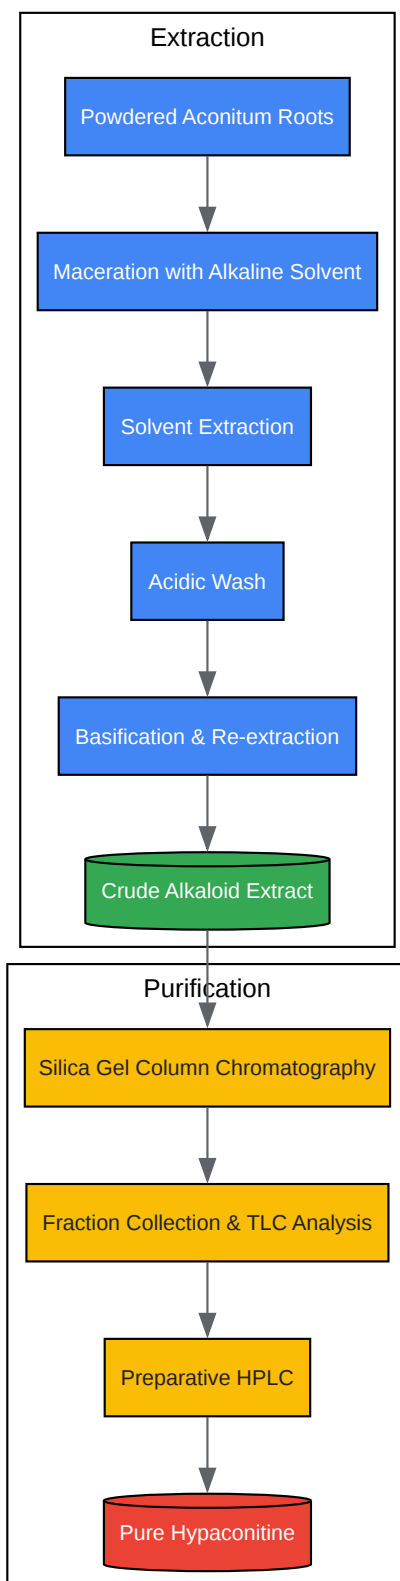 Extraction
Powdered Aconitum Roots
Maceration with Alkaline Solvent
Solvent Extraction
Acidic Wash
Basification & Re-extraction
Crude Alkaloid Extract
Purification
Silica Gel Column Chromatography
Fraction Collection & TLC Analysis
Preparative HPLC
Pure Hypaconitine